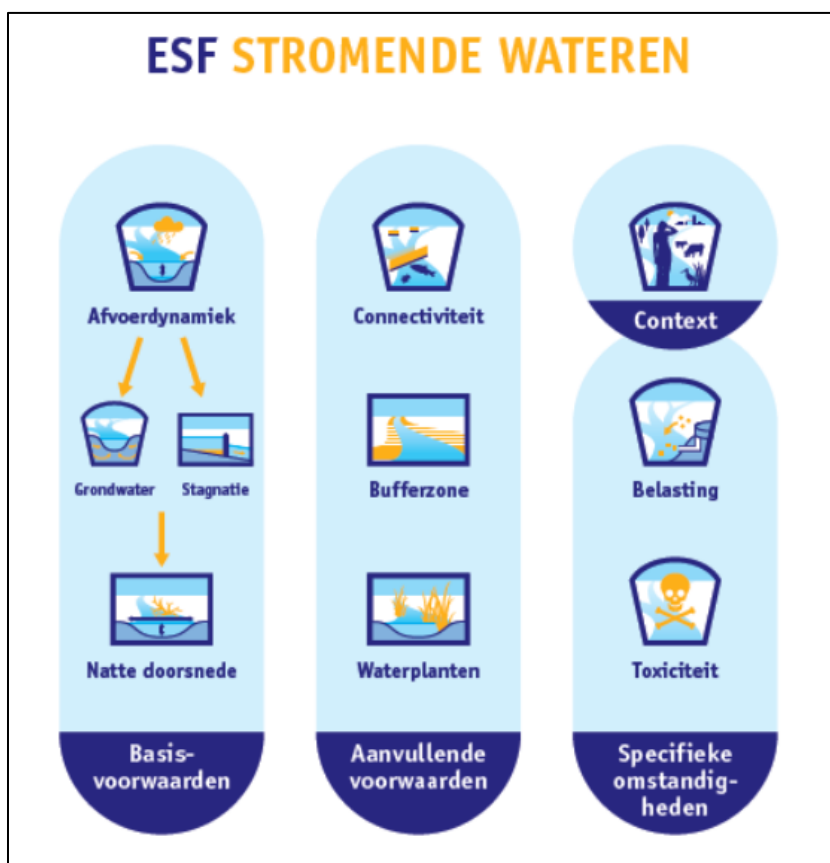 ESF STROMENDE WATEREN
Afvoerdynamiek
Grondwater
Stagnatie
Natte doorsnede
Basis-
voorwaarden
Connectiviteit
Bufferzone
Waterplanten
Aanvullende
voorwaarden
Context
Belasting
Toxiciteit
Specifieke
omstandig-
heden